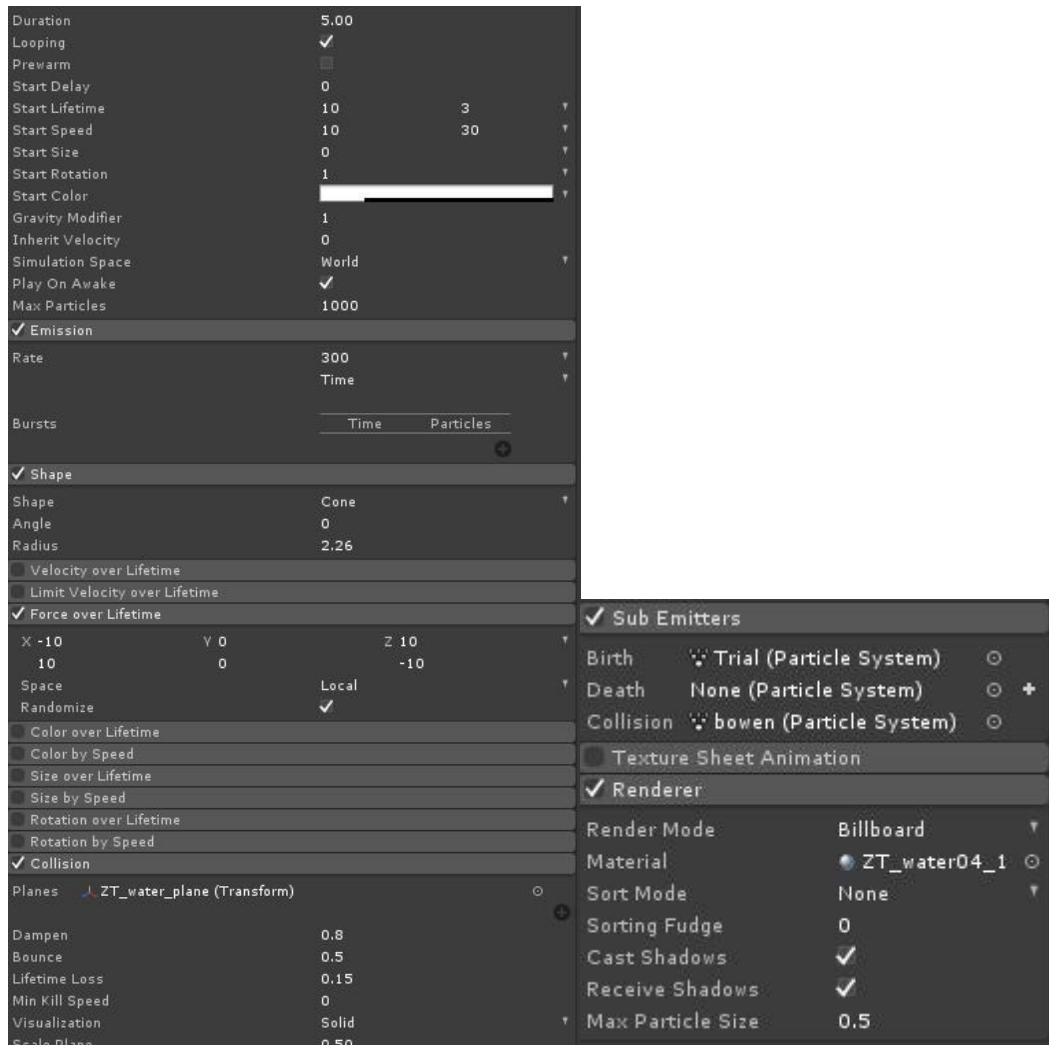 Duration 5.00
Looping
Prewarm
Start Delay 0
Start Lifetime 10 3
Start Speed 10 30
Start Size 0
Start Rotation 1
Start Color
Gravity Modifier 1
Inherit Velocity 0
Simulation Space World
Play On Awake
Max Particles 1000
Emission
Rate 300
Time
Bursts Time Particles
Shape
Shape Cone
Angle 0
Radius 2.26
Velocity over Lifetime
Limit Velocity over Lifetime
Force over Lifetime
X -10 Y 0 Z 10
10 0 -10
Space Local
Randomize
Color over Lifetime
Color by Speed
Size over Lifetime
Size by Speed
Rotation over Lifetime
Rotation by Speed
Collision
Planes ZT_water_plane (Transform)
Dampen 0.8
Bounce 0.5
Lifetime Loss 0.15
Min Kill Speed 0
Visualization Solid
Scale Plane 0.50
Sub Emitters
Birth Trial (Particle System)
Death None (Particle System)
Collision bowen (Particle System)
Texture Sheet Animation
Renderer
Render Mode Billboard
Material ZT_water04_1
Sort Mode None
Sorting Fudge 0
Cast Shadows
Receive Shadows
Max Particle Size 0.5